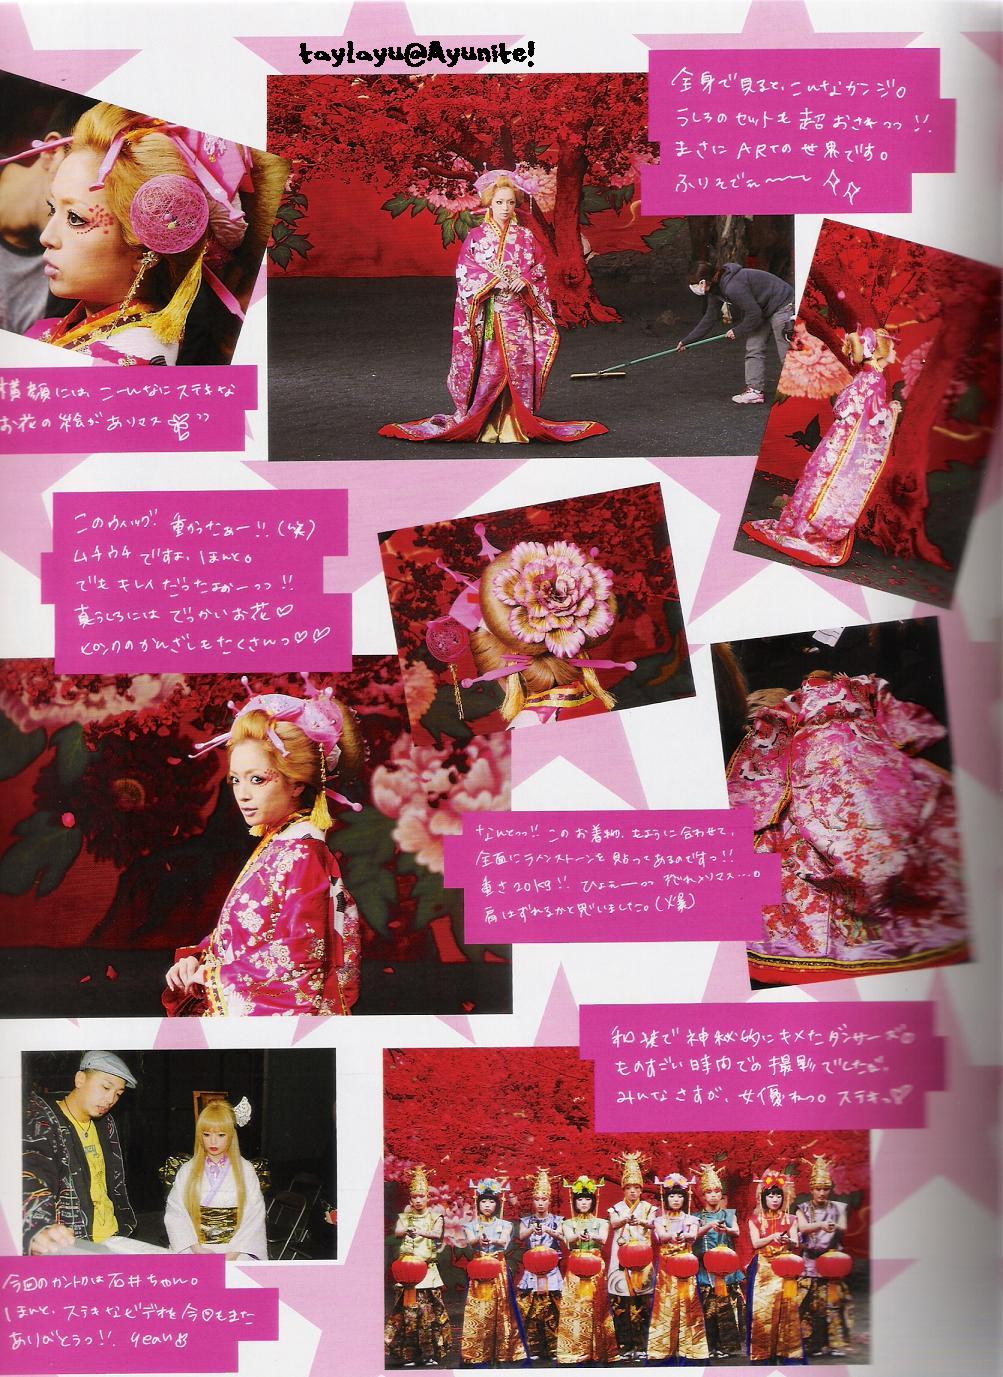 taylayu@Ayunite!
全身で見ると、こんなカンジ。
うしろのセットも超おされっっ!!
まさにARTの世界です。
ふりそでぇ〜〜
横顔には、こーんなにステキな
お花の絵がありマス
このウィッグ! 重かったぁー!!(笑)
ムチウチですよ、ほんと。
でもキレイだったなぁーっっ!!
真うしろにはでっかいお花♡
ピンクのかんざしもたくさんっ♡♡
なんとっっ!! このお着物、もように合わせて、
全面にラインストーンを貼ってあるのですっ!!
重さ20kg!! ひょえーっっ 恐れ入りマス…。
肩はずれるかと思いました。(爆)
和装で神秘的にキメたダンサーズ。
ものすごい時間での撮影でしたが、
みんなさすが、女優ねっ。ステキっ♡
今回のカントクは石井ちゃん。
ほんと、ステキなビデオを今回もまた
ありがとうっ!! yeah